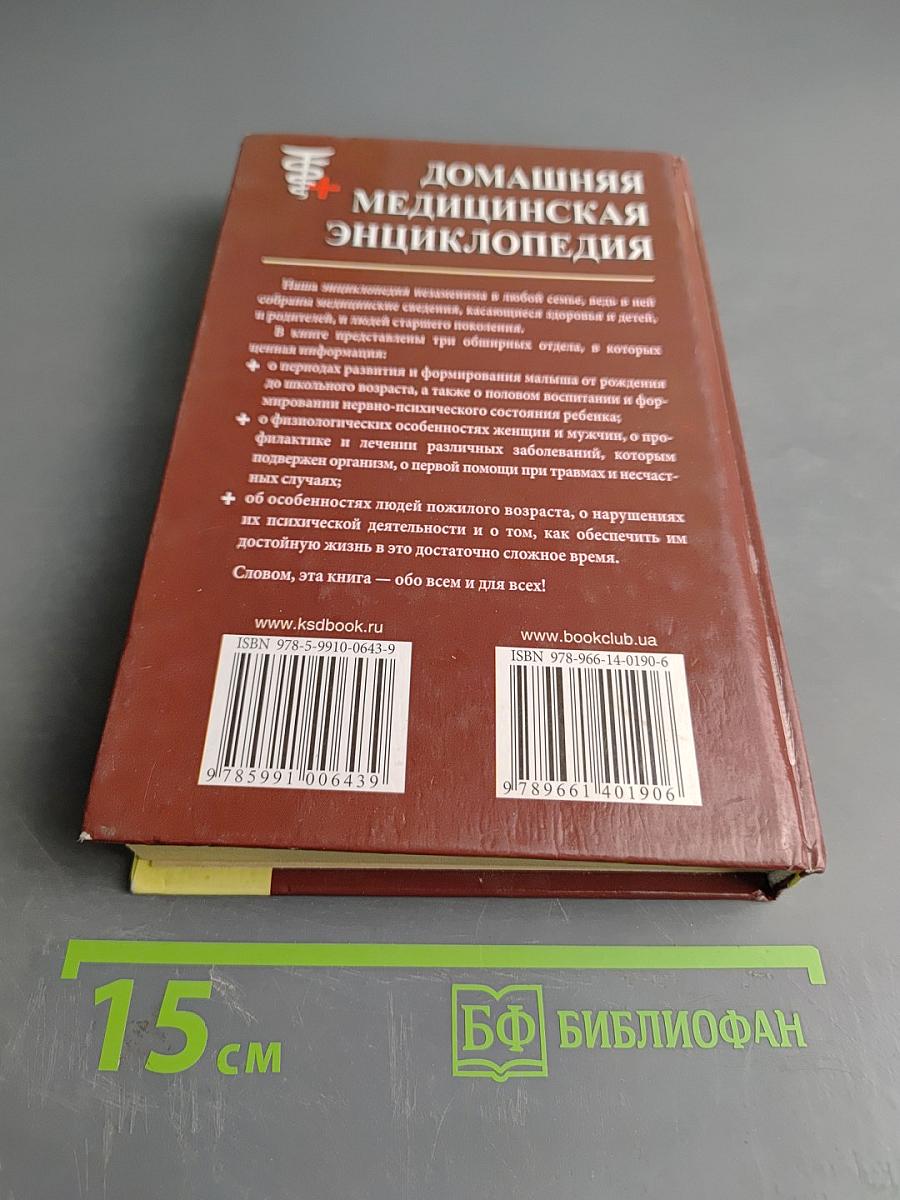 ДОМАШНЯЯ
МЕДИЦИНСКАЯ
ЭНЦИКЛОПЕДИЯ
Наша энциклопедия незаменима в любой семье, ведь в ней
собраны медицинские сведения, касающиеся здоровья и детей,
и родителей, и людей старшего поколения.
В книге представлены три обширных отдела, в которых
ценная информация:
о периодах развития и формирования малыша от рождения
до школьного возраста, а также о половом воспитании и фор-
мировании нервно-психического состояния ребенка;
о физиологических особенностях женщин и мужчин, о про-
филактике и лечении различных заболеваний, которым
подвержен организм, о первой помощи при травмах и несчаст-
ных случаях;
об особенностях людей пожилого возраста, о нарушениях
их психической деятельности и о том, как обеспечить им
достойную жизнь в это достаточно сложное время.
Словом, эта книга — обо всем и для всех!
www.ksdbook.ru
ISBN 978-5-9910-0643-9
9 785991 006439
www.bookclub.ua
ISBN 978-966-14-0190-6
9 789661 401906
15 см
БФ БИБЛИОФАН